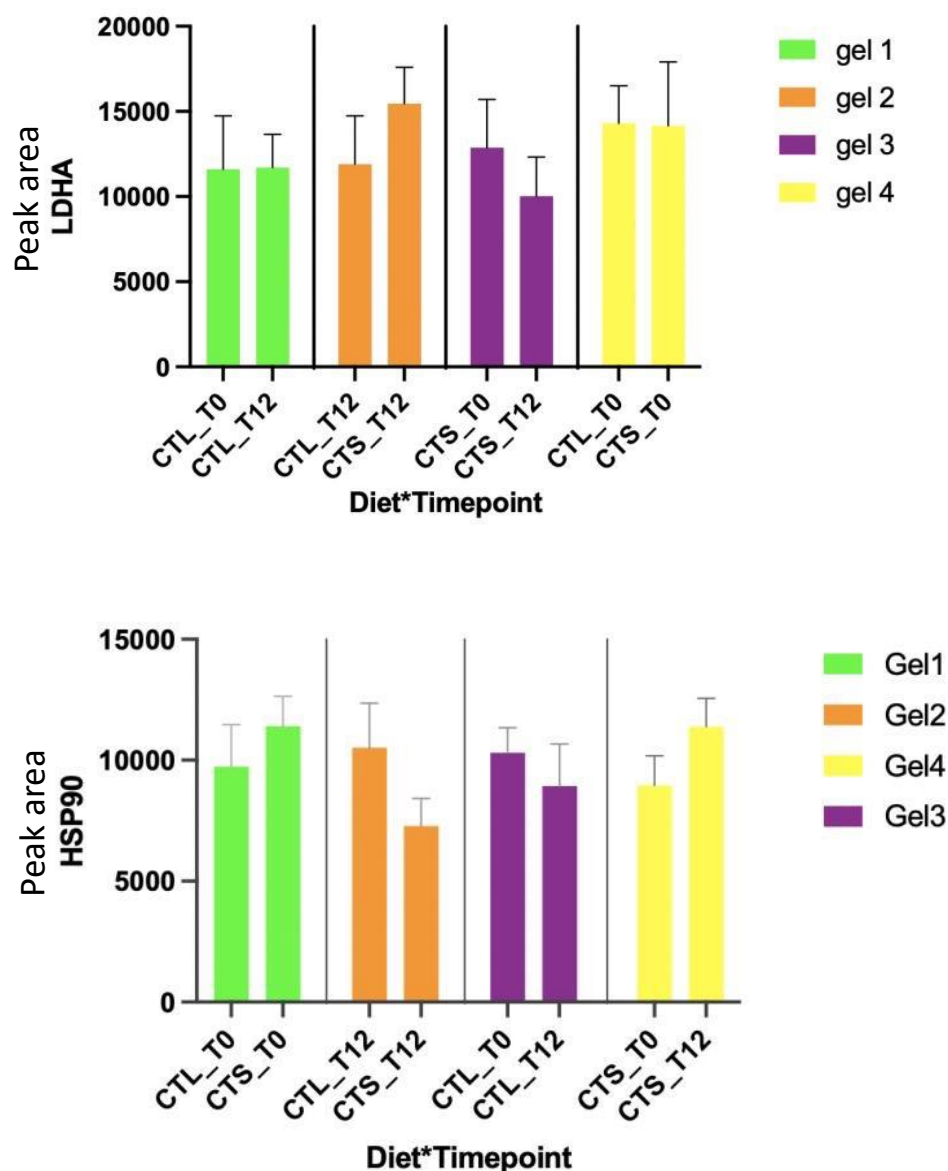 20000
15000
10000
5000
0
Peak area
LDHA
CTL_T0
CTL_T12
CTL_T12
CTS_T12
CTS_T0
CTS_T12
CTL_T0
CTS_T0
Diet*Timepoint
gel 1
gel 2
gel 3
gel 4
15000
10000
5000
0
Peak area
HSP90
CTL_T0
CTS_T0
CTL_T12
CTS_T12
CTL_T0
CTL_T12
CTS_T0
CTS_T12
Diet*Timepoint
Gel1
Gel2
Gel4
Gel3